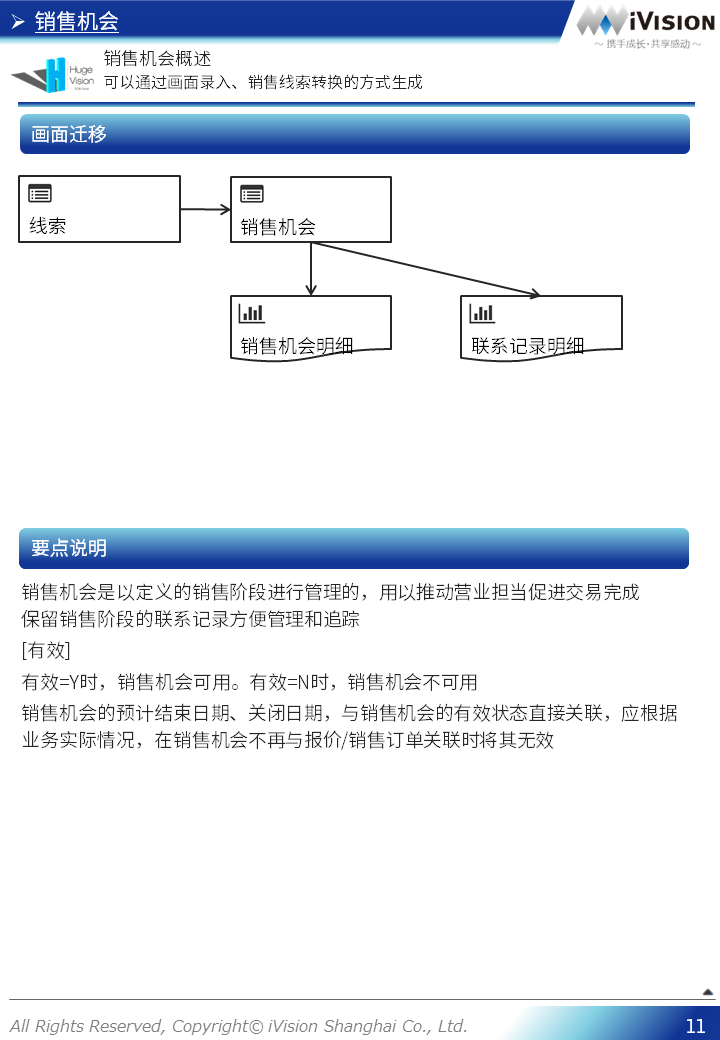 销售机会
iVISION
～ 携手成长·共享感动 ～
Huge
Vision
销售机会概述
可以通过画面录入、销售线索转换的方式生成
画面迁移
线索
销售机会
销售机会明细
联系记录明细
要点说明
销售机会是以定义的销售阶段进行管理的，用以推动营业担当促进交易完成
保留销售阶段的联系记录方便管理和追踪
[有效]
有效=Y时，销售机会可用。有效=N时，销售机会不可用
销售机会的预计结束日期、关闭日期，与销售机会的有效状态直接关联，应根据
业务实际情况，在销售机会不再与报价/销售订单关联时将其无效
All Rights Reserved, Copyright© iVision Shanghai Co., Ltd.
11